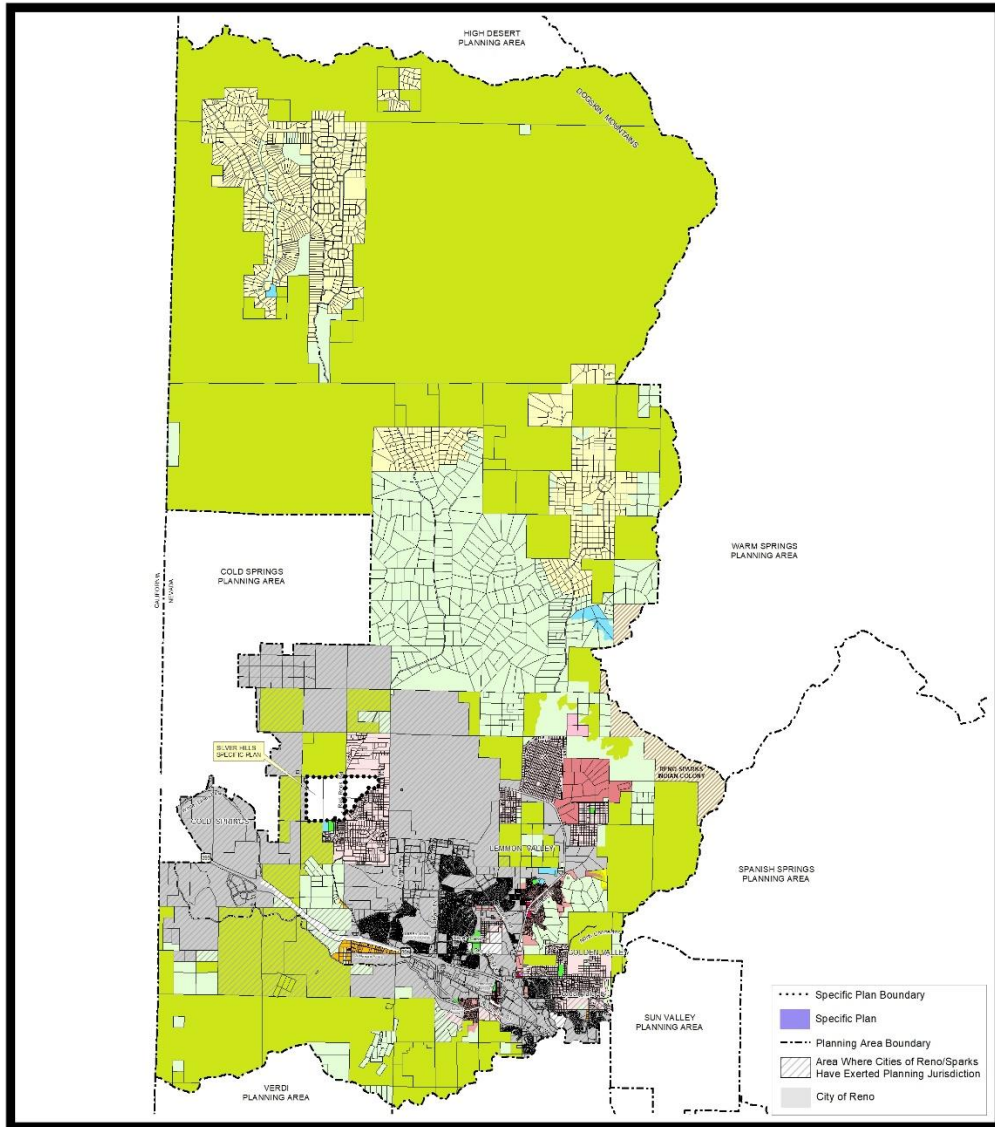 HIGH DESERT
PLANNING AREA
DOGSKIN MOUNTAINS
COLD SPRINGS
PLANNING AREA
CALIFORNIA
NEVADA
WARM SPRINGS
PLANNING AREA
SILVER HILLS
SPECIFIC PLAN
RENO SPARKS
INDIAN COLONY
COLD SPRINGS
LEMMON VALLEY
SPANISH SPRINGS
PLANNING AREA
GOLDEN VALLEY
SUN VALLEY
PLANNING AREA
VERDI
PLANNING AREA
Specific Plan Boundary
Specific Plan
Planning Area Boundary
Area Where Cities of Reno/Sparks
Have Exerted Planning Jurisdiction
City of Reno